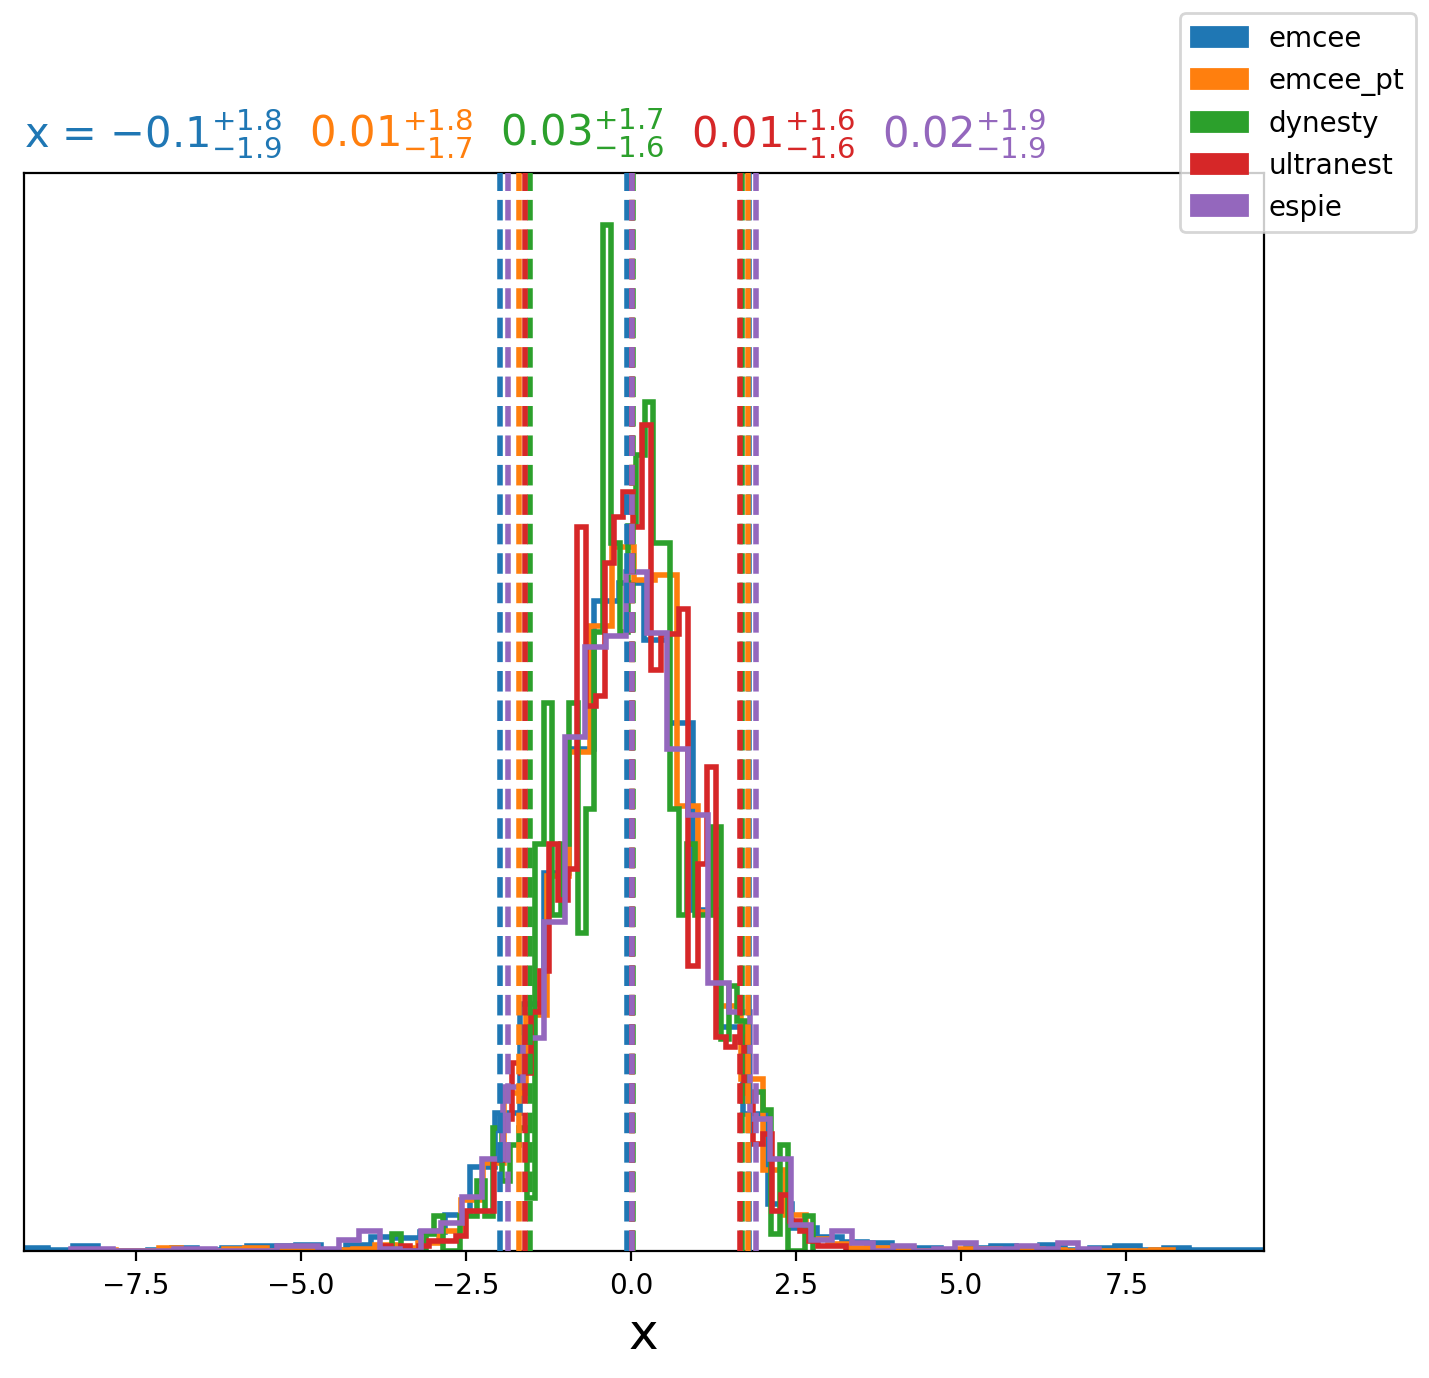 emcee
emcee_pt
dynesty
ultranest
espie
x = −0.1 +1.8 −1.9 0.01 +1.8 −1.7 0.03 +1.7 −1.6 0.01 +1.6 −1.6 0.02 +1.9 −1.9
−7.5 −5.0 −2.5 0.0 2.5 5.0 7.5
x